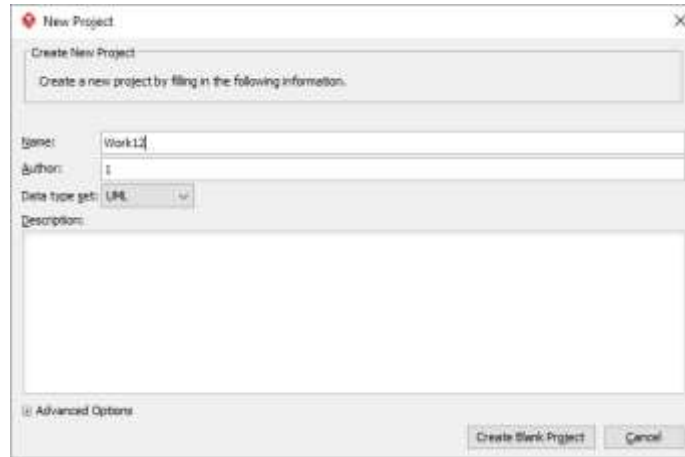 New Project
Create New Project
Create a new project by filling in the following information.
Name: Work12
Author: 1
Data type set: UML
Description:
Advanced Options
Create Blank Project Cancel